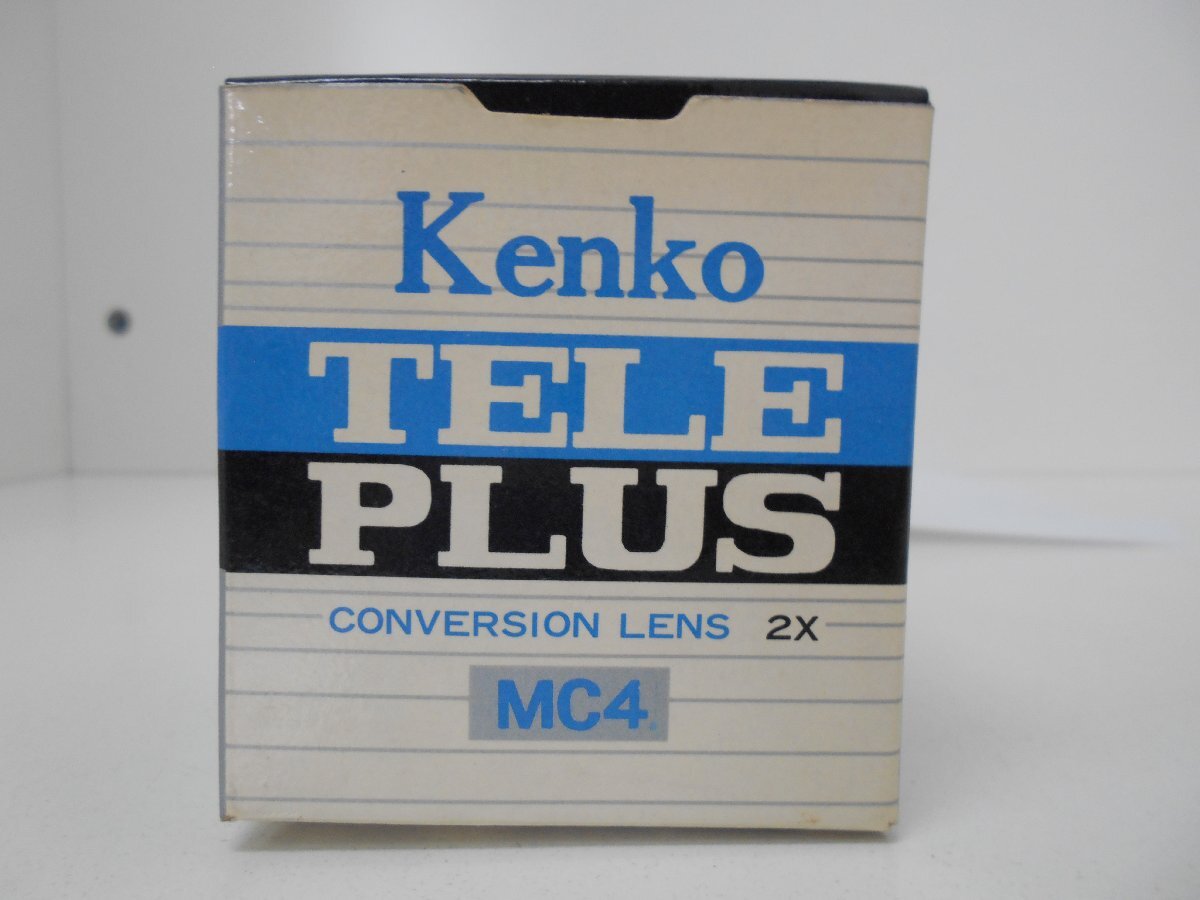 Kenko
TELE
PLUS
CONVERSION LENS 2X
MC4